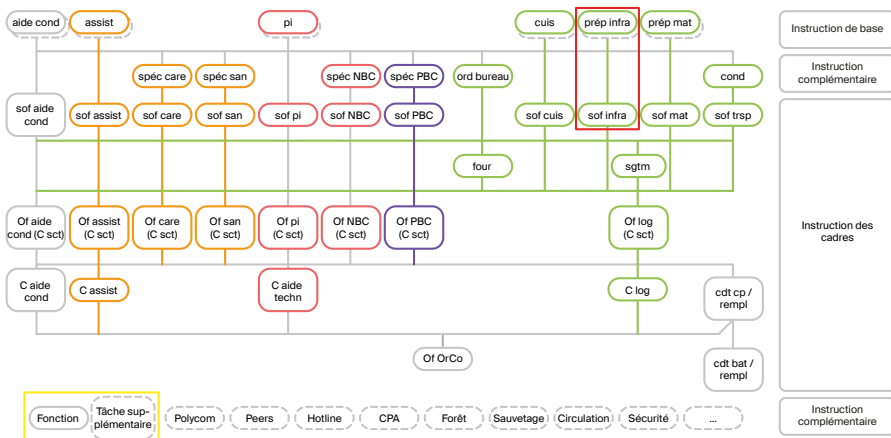 aide cond
assist
pi
cuis
prép infra
prép mat
Instruction de base
spéc care
spéc san
spéc NBC
spéc PBC
ord bureau
cond
Instruction
complémentaire
sof aide
cond
sof assist
sof care
sof san
sof pi
sof NBC
sof PBC
sof cuis
sof infra
sof mat
sof trsp
four
sgtm
Of aide
cond (C sct)
Of assist
(C sct)
Of care
(C sct)
Of san
(C sct)
Of pi
(C sct)
Of NBC
(C sct)
Of PBC
(C sct)
Of log
(C sct)
Instruction des
cadres
C aide
cond
C assist
C aide
techn
C log
cdt cp /
rempl
Of OrCo
cdt bat /
rempl
Fonction
Tâche sup-
plémentaire
Polycom
Peers
Hotline
CPA
Forêt
Sauvetage
Circulation
Sécurité
...
Instruction
complémentaire